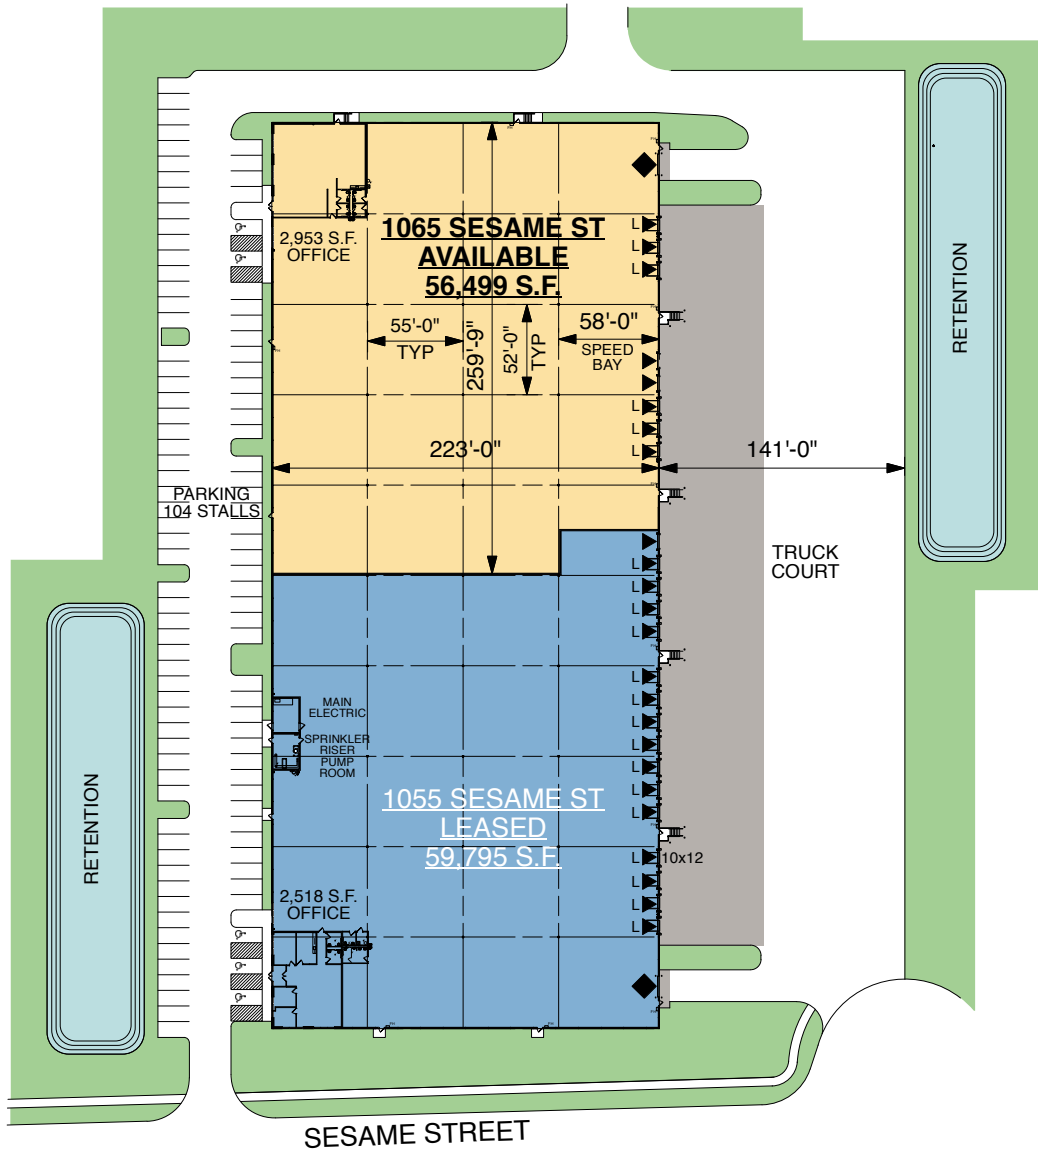 1065 SESAME ST
AVAILABLE
56,499 S.F.
2,953 S.F.
OFFICE
L
L
L
55'-0"
TYP
259'-9"
52'-0"
TYP
58'-0"
SPEED
BAY
L
L
L
223'-0"
141'-0"
RETENTION
PARKING
104 STALLS
TRUCK
COURT
L
L
L
L
L
L
L
L
L
L
L
MAIN
ELECTRIC
SPRINKLER
RISER
PUMP
ROOM
RETENTION
1055 SESAME ST
LEASED
59,795 S.F.
L
10x12
L
L
L
2,518 S.F.
OFFICE
SESAME STREET